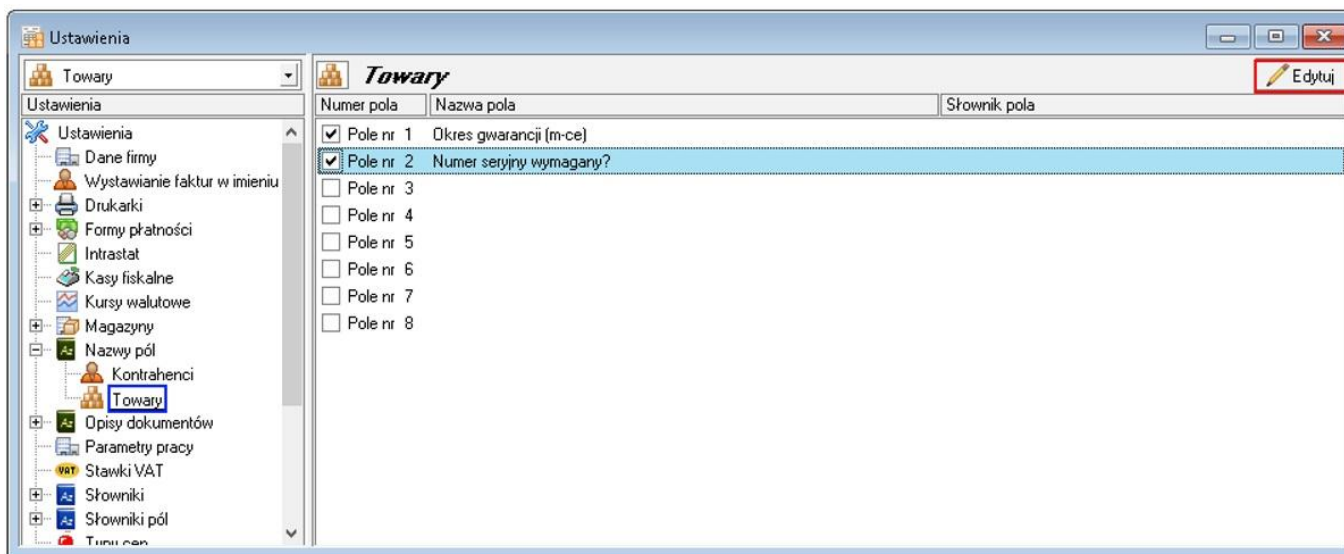 Ustawienia
Towary
Towary
Edytuj
Ustawienia
Numer pola Nazwa pola Słownik pola
Ustawienia
Dane firmy
Wystawianie faktur w imieniu
Drukarki
Formy płatności
Intrastat
Kasy fiskalne
Kursy walutowe
Magazyny
Nazwy pól
Kontrahenci
Towary
Opisy dokumentów
Parametry pracy
VAT Stawki VAT
Słowniki
Słowniki pól
Typy cen
Pole nr 1 Okres gwarancji (m-ce)
Pole nr 2 Numer seryjny wymagany?
Pole nr 3
Pole nr 4
Pole nr 5
Pole nr 6
Pole nr 7
Pole nr 8